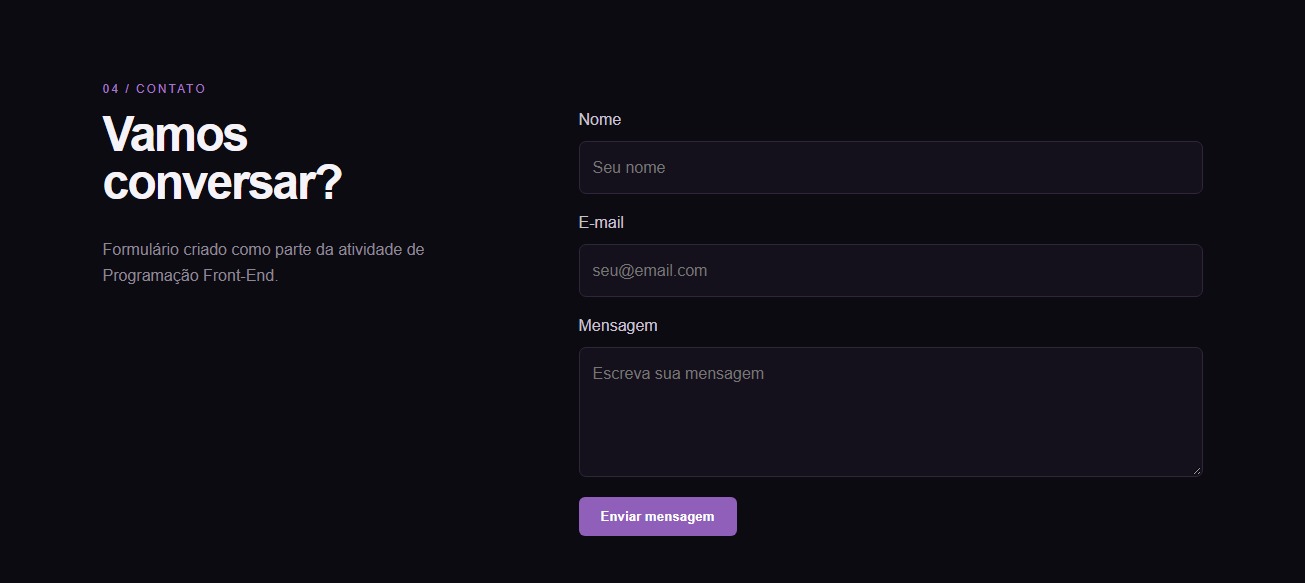 04 / CONTATO
Vamos
conversar?
Formulário criado como parte da atividade de
Programação Front-End.
Nome
Seu nome
E-mail
seu@email.com
Mensagem
Escreva sua mensagem
Enviar mensagem